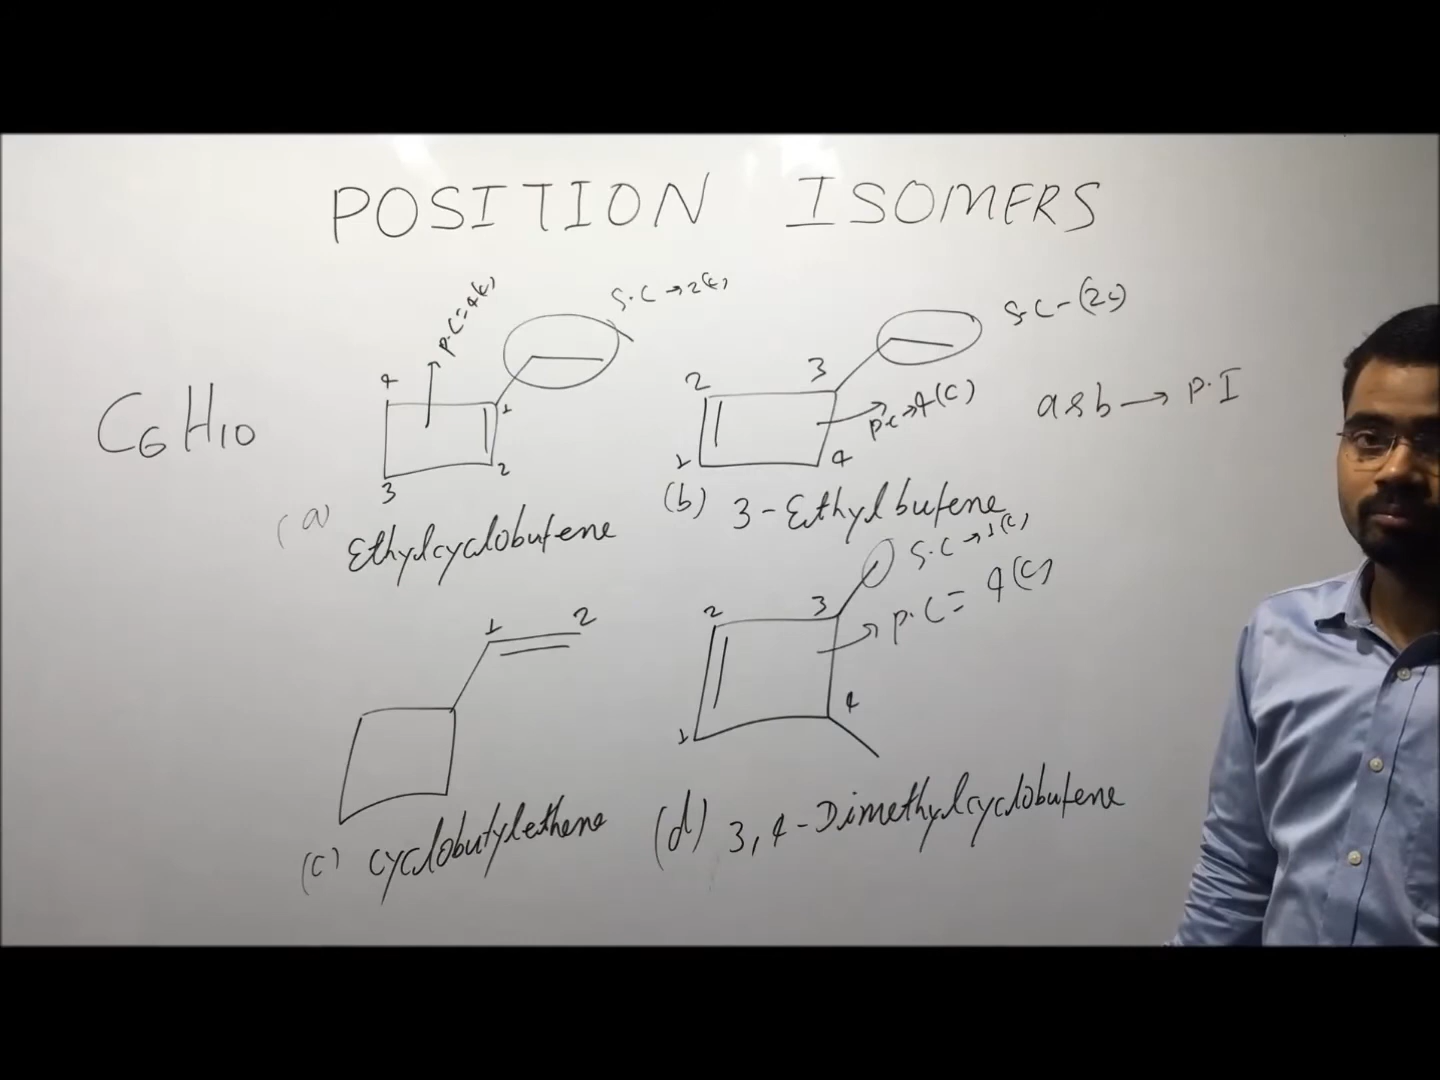 POSITION ISOMERS
C6H10
P.C=4(C)
S.C→2(C)
4
1
2
3
(a)
Ethylcyclobutene
S.C-(2C)
2
3
1
4
P.C→4(C)
(b) 3-Ethylbutene
a & b → P.I
1 2
(c) cyclobutylethene
S.C→1(C)
P.C= 4(C)
2
3
1
4
(d) 3,4-Dimethylcyclobutene